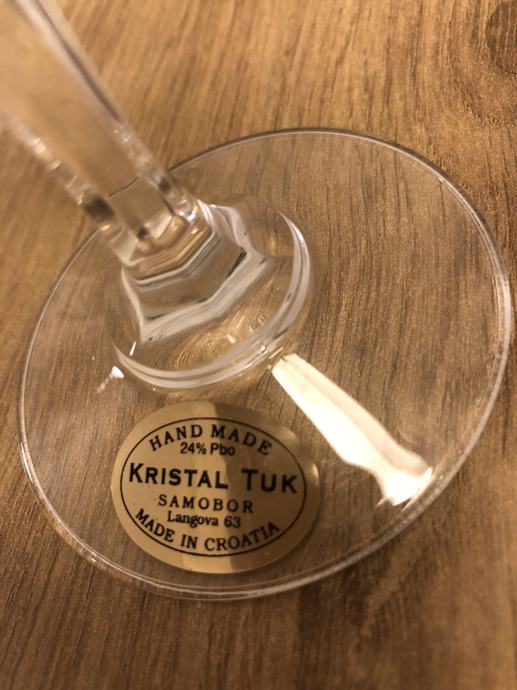 HAND MADE
24% Pbo
KRISTAL TUK
SAMOBOR
Langova 63
MADE IN CROATIA